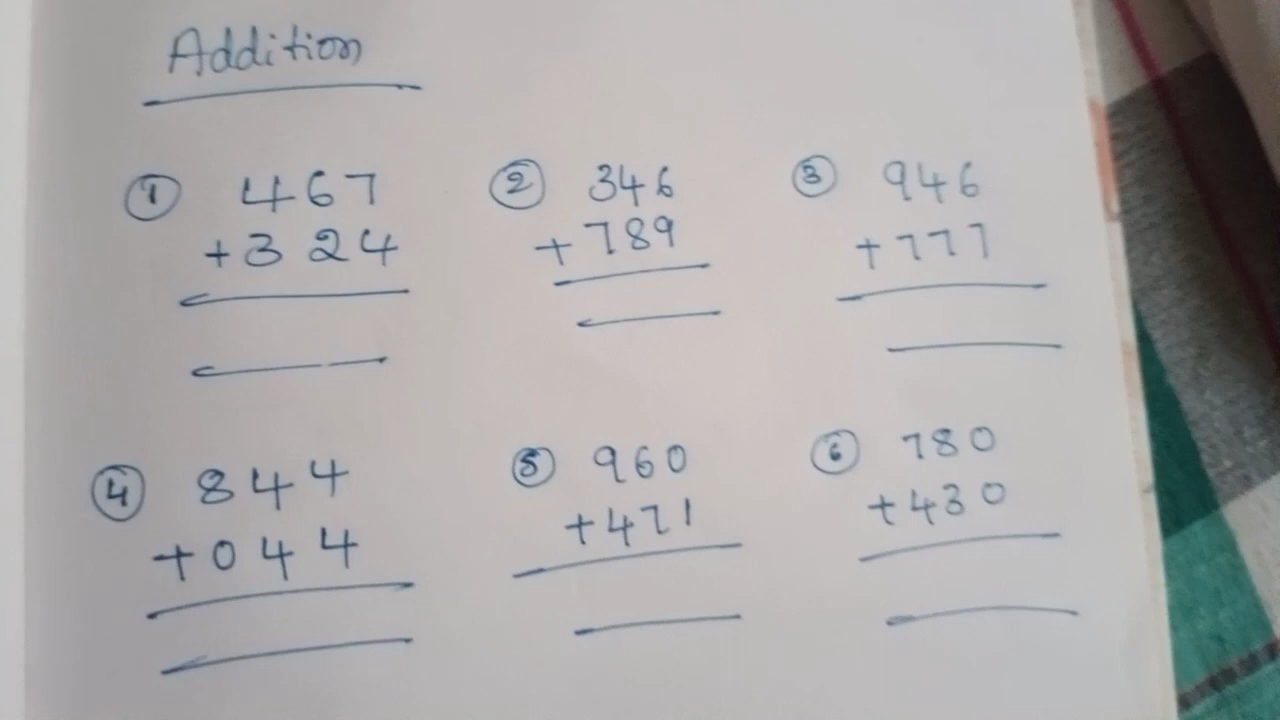 Addition
① 467 ② 346 ③ 946
+324 +789 +777
④ 844 ⑤ 960 ⑥ 780
+044 +471 +430